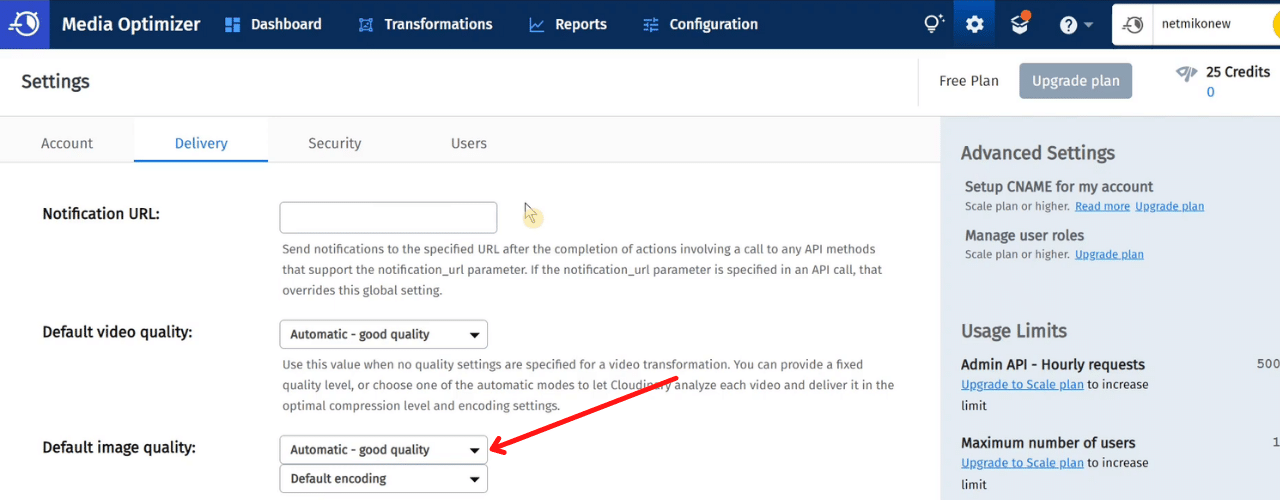 Media Optimizer Dashboard Transformations Reports Configuration netmikonew
Settings
Free Plan Upgrade plan 25 Credits
0
Account Delivery Security Users
Notification URL:
Send notifications to the specified URL after the completion of actions involving a call to any API methods
that support the notification_url parameter. If the notification_url parameter is specified in an API call, that
overrides this global setting.
Default video quality: Automatic - good quality
Use this value when no quality settings are specified for a video transformation. You can provide a fixed
quality level, or choose one of the automatic modes to let Cloudinary analyze each video and deliver it in the
optimal compression level and encoding settings.
Default image quality: Automatic - good quality
Default encoding
Advanced Settings
Setup CNAME for my account
Scale plan or higher. Read more Upgrade plan
Manage user roles
Scale plan or higher. Upgrade plan
Usage Limits
Admin API - Hourly requests 500
Upgrade to Scale plan to increase
limit
Maximum number of users 1
Upgrade to Scale plan to increase
limit